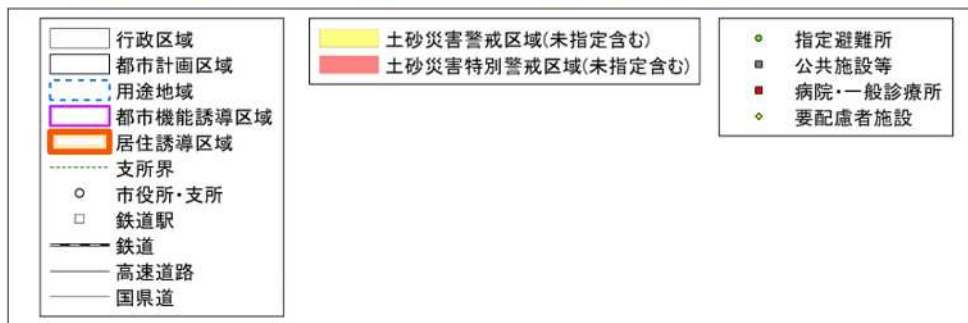 行政区域
都市計画区域
用途地域
都市機能誘導区域
居住誘導区域
支所界
市役所・支所
鉄道駅
鉄道
高速道路
国県道
土砂災害警戒区域(未指定含む)
土砂災害特別警戒区域(未指定含む)
指定避難所
公共施設等
病院・一般診療所
要配慮者施設